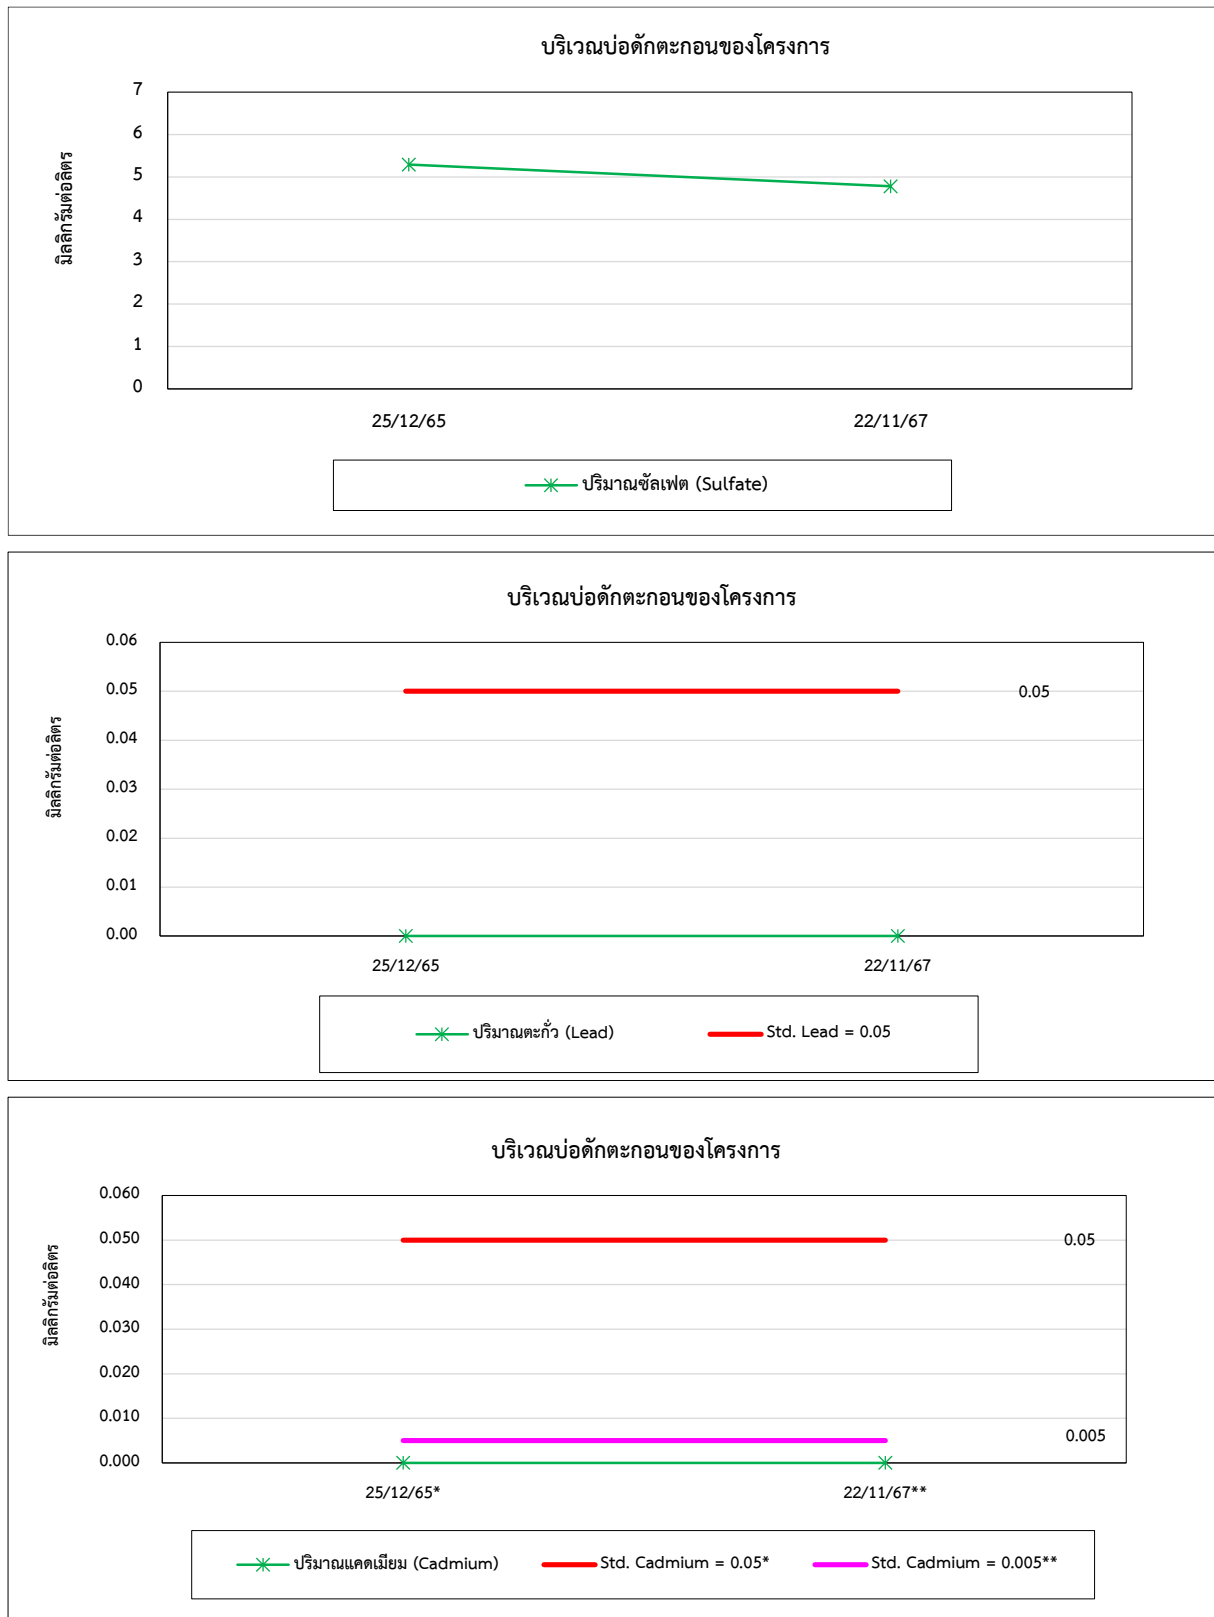 บริเวณบ่อดักตะกอนของโครงการ
มิลลิกรัมต่อลิตร
7
6
5
4
3
2
1
0
25/12/65 22/11/67
ปริมาณซัลเฟต (Sulfate)
บริเวณบ่อดักตะกอนของโครงการ
มิลลิกรัมต่อลิตร
0.06
0.05 0.05
0.04
0.03
0.02
0.01
0.00
25/12/65 22/11/67
ปริมาณตะกั่ว (Lead) Std. Lead = 0.05
บริเวณบ่อดักตะกอนของโครงการ
มิลลิกรัมต่อลิตร
0.060
0.050 0.05
0.040
0.030
0.020
0.010
0.005
0.000
25/12/65* 22/11/67**
ปริมาณแคดเมียม (Cadmium) Std. Cadmium = 0.05* Std. Cadmium = 0.005**